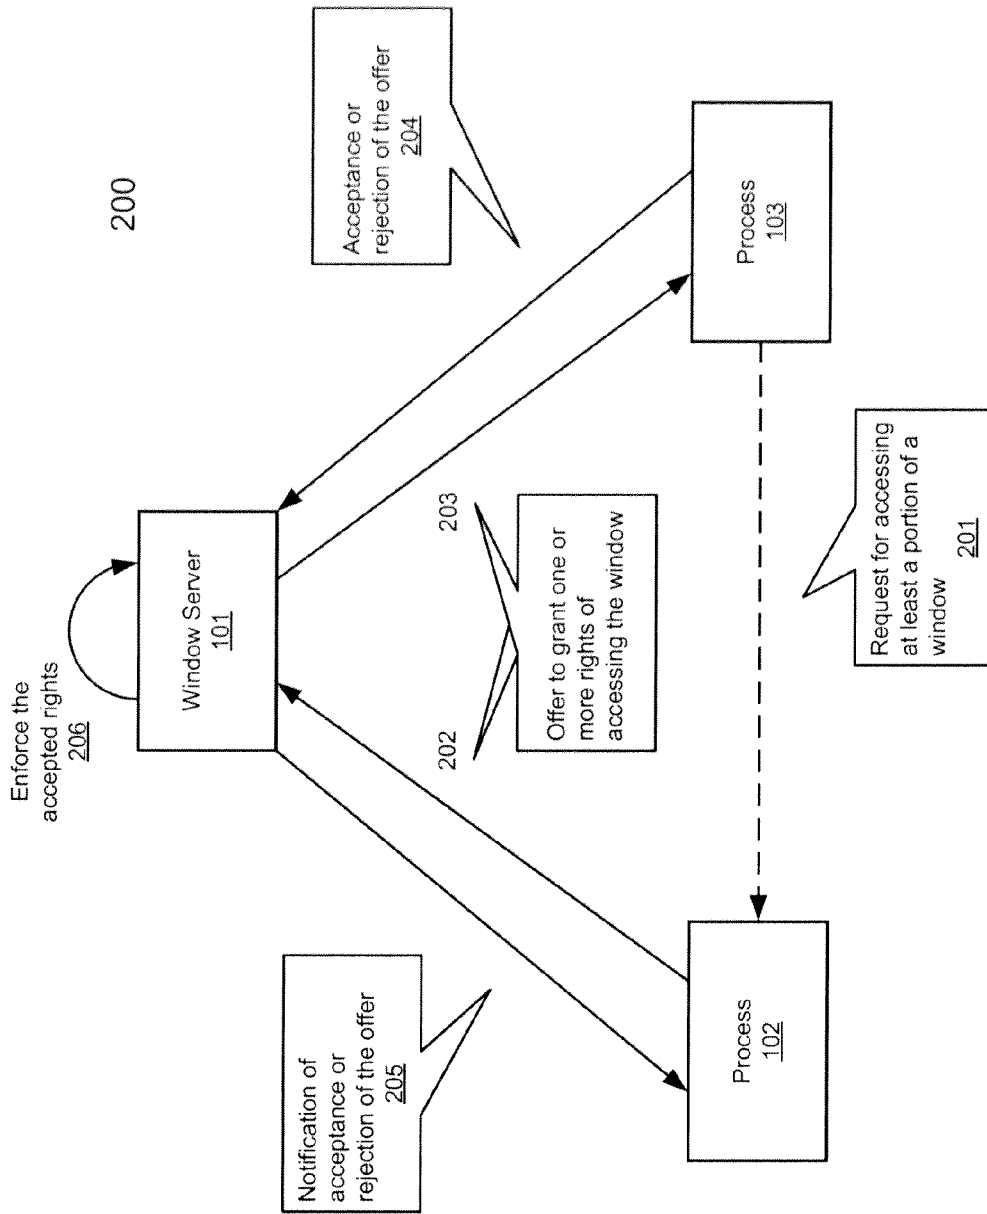 200
Enforce the
accepted rights
206
Window Server
101
Notification of
acceptance or
rejection of the offer
205
Acceptance or
rejection of the offer
204
202
203
Offer to grant one or
more rights of
accessing the window
Process
102
Process
103
Request for accessing
at least a portion of a
window
201